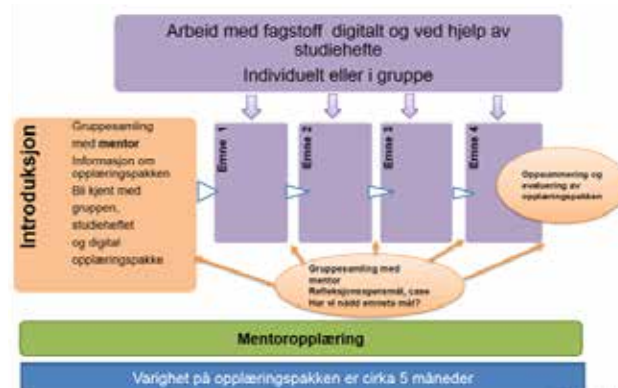 Arbeid med fagstoff digitalt og ved hjelp av
studiehefte
Individuelt eller i gruppe
Introduksjon
Gruppesamling
med mentor
Informasjon om
opplæringspakken
Bli kjent med
gruppen,
studieheftet
og digital
opplæringspakke
Emne 1
Emne 2
Emne 3
Emne 4
Oppsummering og
evaluering av
opplæringspakken
Gruppesamling med
mentor
Refleksjonsspørsmål, case
Har vi nådd emnets mål?
Mentoropplæring
Varighet på opplæringspakken er cirka 5 måneder